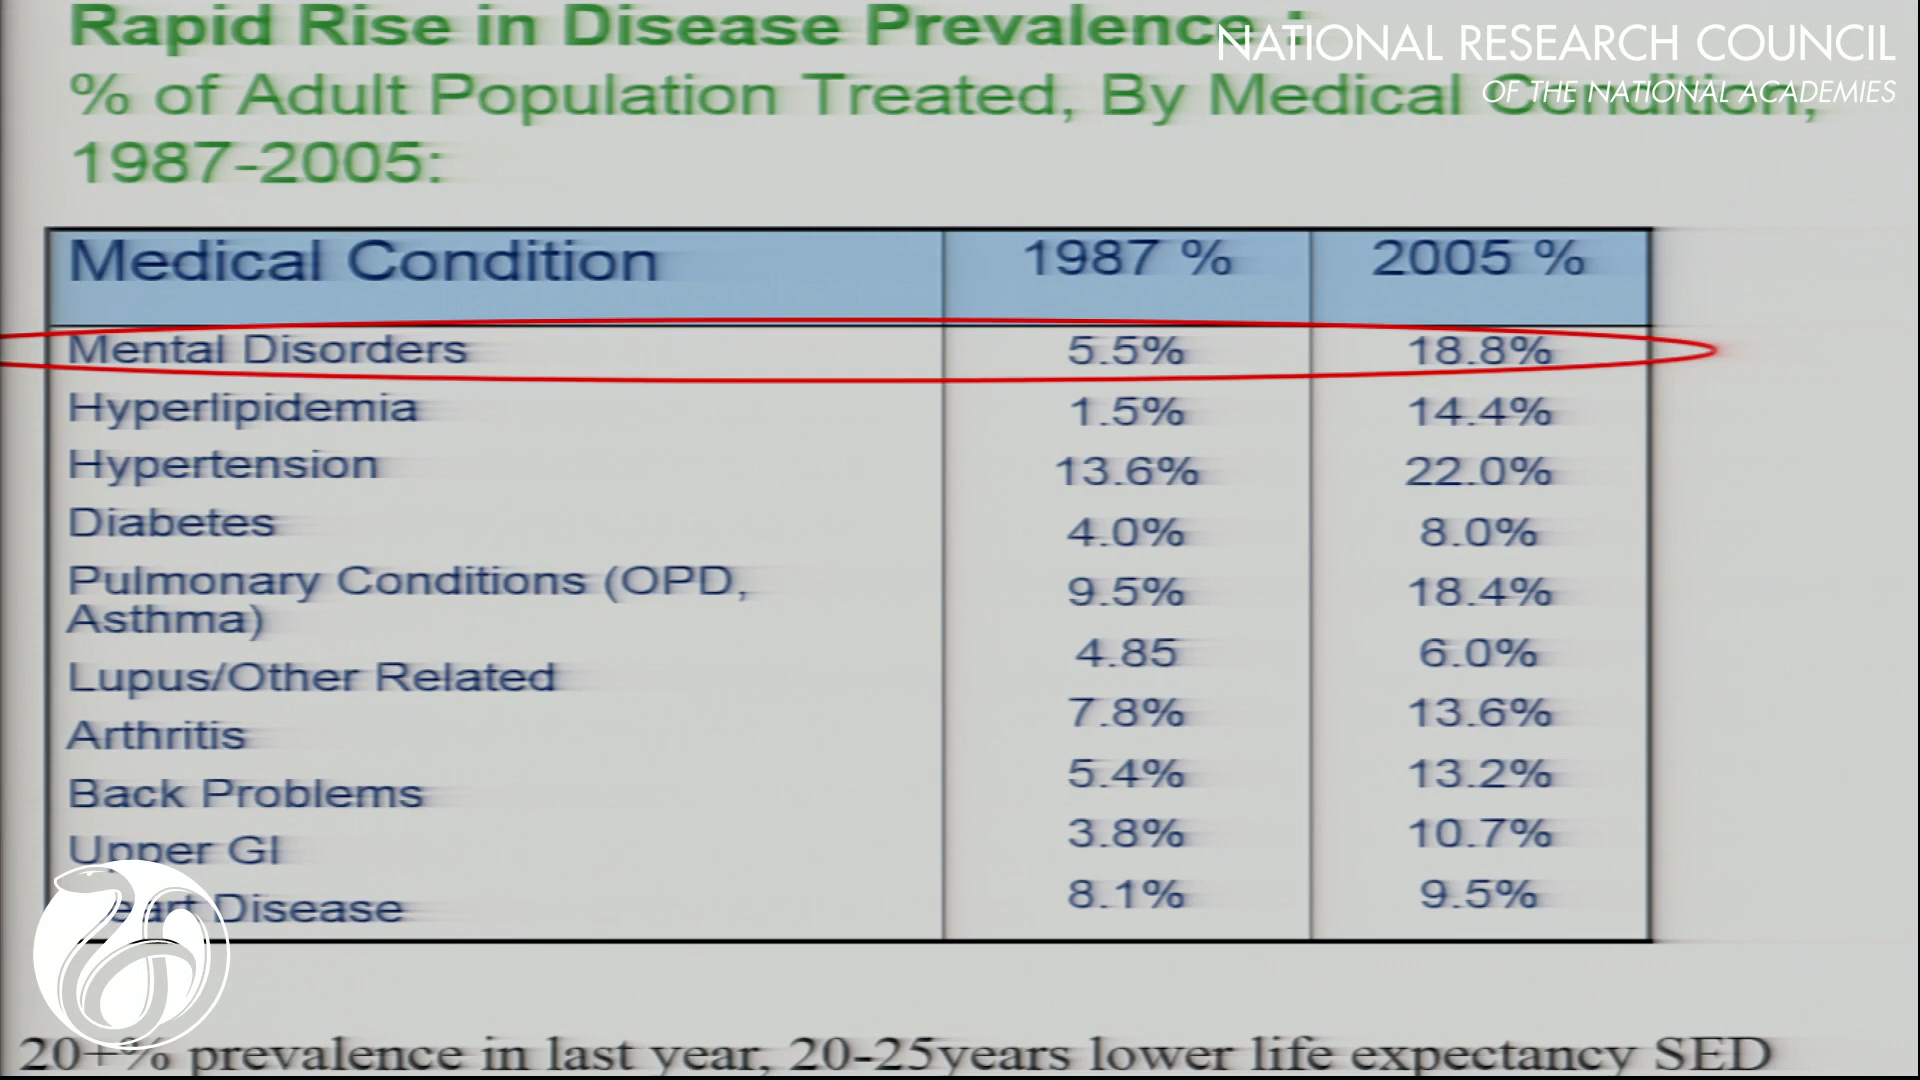 Rapid Rise in Disease Prevalence :
NATIONAL RESEARCH COUNCIL
OF THE NATIONAL ACADEMIES
% of Adult Population Treated, By Medical Condition,
1987-2005:
Medical Condition 1987 % 2005 %
Mental Disorders 5.5% 18.8%
Hyperlipidemia 1.5% 14.4%
Hypertension 13.6% 22.0%
Diabetes 4.0% 8.0%
Pulmonary Conditions (OPD, 9.5% 18.4%
Asthma)
Lupus/Other Related 4.85 6.0%
Arthritis 7.8% 13.6%
Back Problems 5.4% 13.2%
Upper GI 3.8% 10.7%
Heart Disease 8.1% 9.5%
20+% prevalence in last year, 20-25years lower life expectancy SED